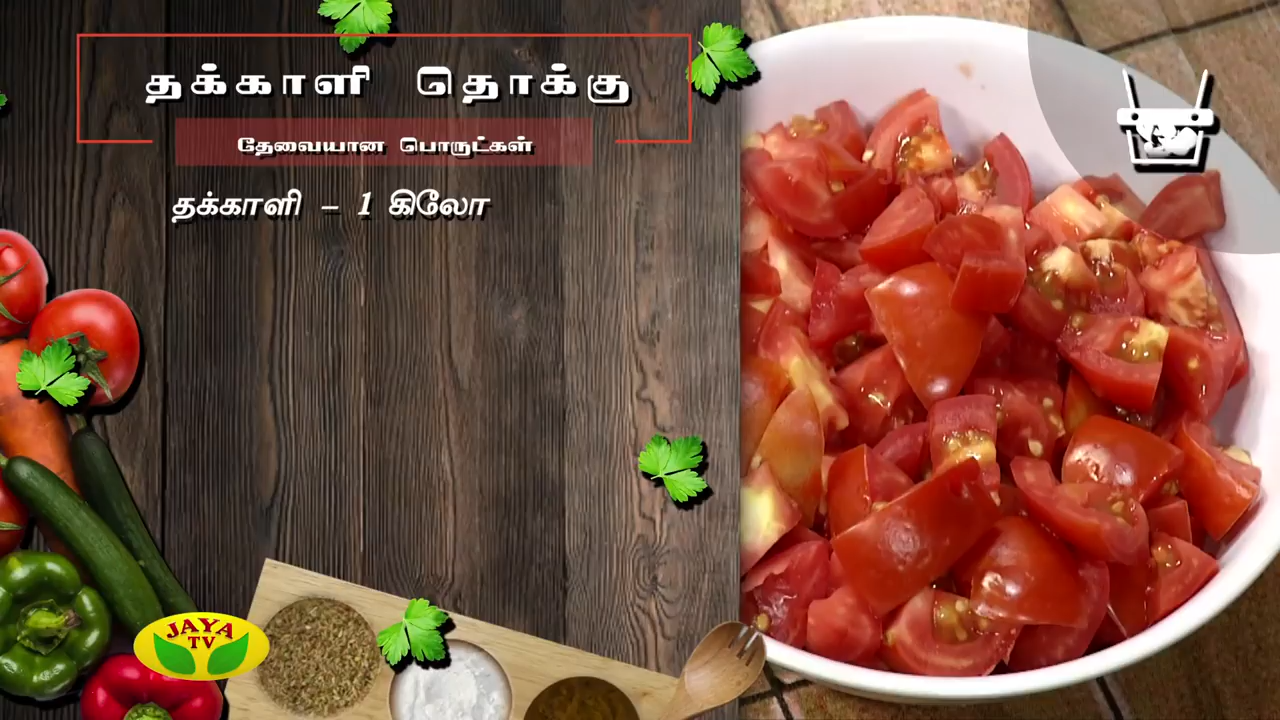 தக்காளி தொக்கு
தேவையான பொருட்கள்
தக்காளி – 1 கிலோ
JAYA
TV